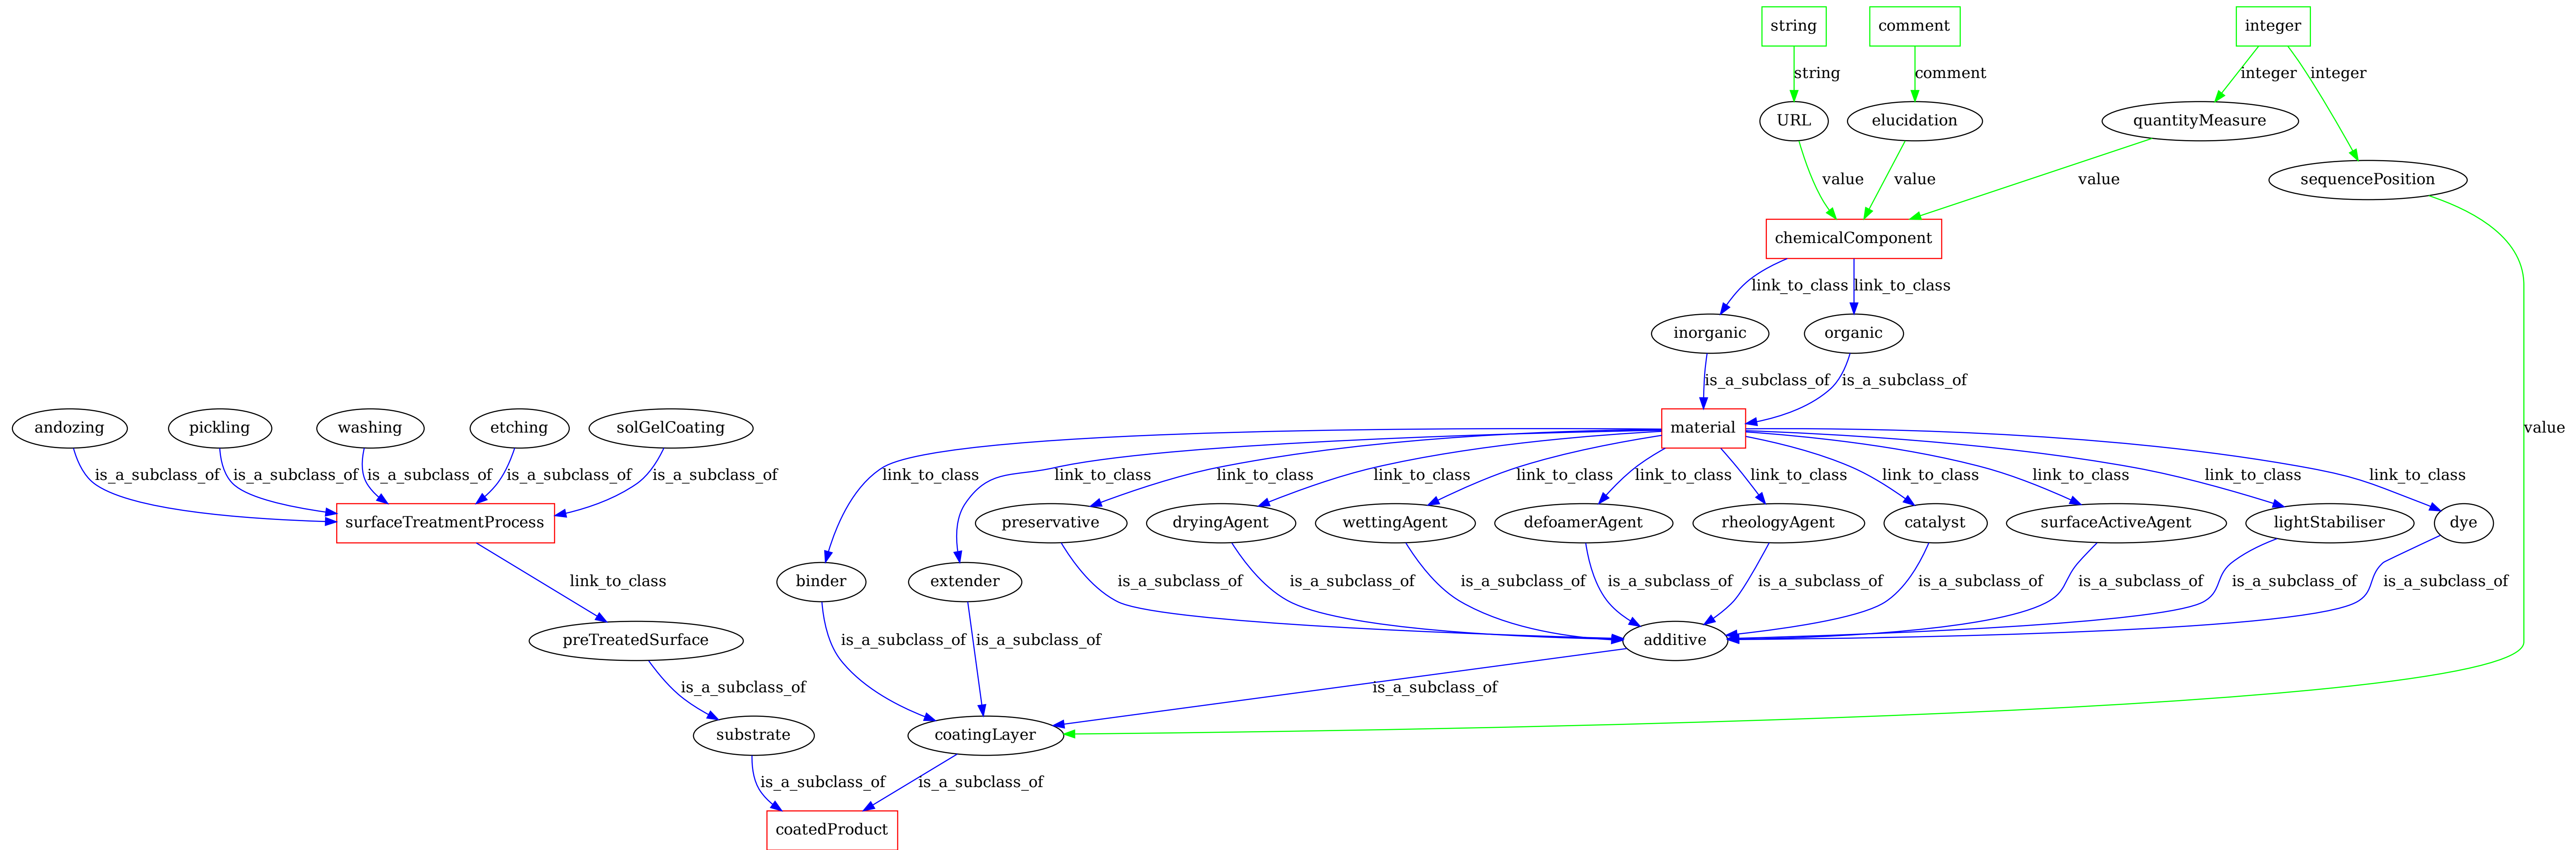 string
comment
integer
string
comment
integer
integer
URL
elucidation
quantityMeasure
value
value
value
sequencePosition
chemicalComponent
link_to_class
link_to_class
inorganic
organic
is_a_subclass_of
is_a_subclass_of
andozing
pickling
washing
etching
solGelCoating
material
value
is_a_subclass_of
is_a_subclass_of
is_a_subclass_of
is_a_subclass_of
is_a_subclass_of
link_to_class
link_to_class
link_to_class
link_to_class
link_to_class
link_to_class
link_to_class
link_to_class
link_to_class
link_to_class
link_to_class
surfaceTreatmentProcess
preservative
dryingAgent
wettingAgent
defoamerAgent
rheologyAgent
catalyst
surfaceActiveAgent
lightStabiliser
dye
link_to_class
binder
extender
is_a_subclass_of
is_a_subclass_of
is_a_subclass_of
is_a_subclass_of
is_a_subclass_of
is_a_subclass_of
is_a_subclass_of
is_a_subclass_of
is_a_subclass_of
preTreatedSurface
is_a_subclass_of
is_a_subclass_of
additive
is_a_subclass_of
is_a_subclass_of
substrate
coatingLayer
is_a_subclass_of
is_a_subclass_of
coatedProduct